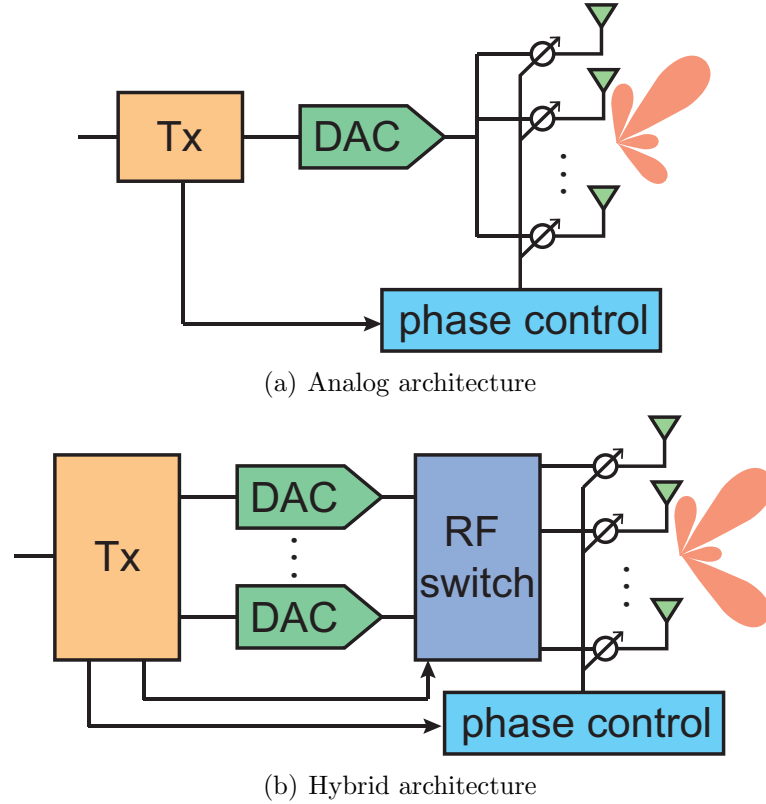 Tx
DAC
phase control
(a) Analog architecture
Tx
DAC
DAC
RF
switch
phase control
(b) Hybrid architecture